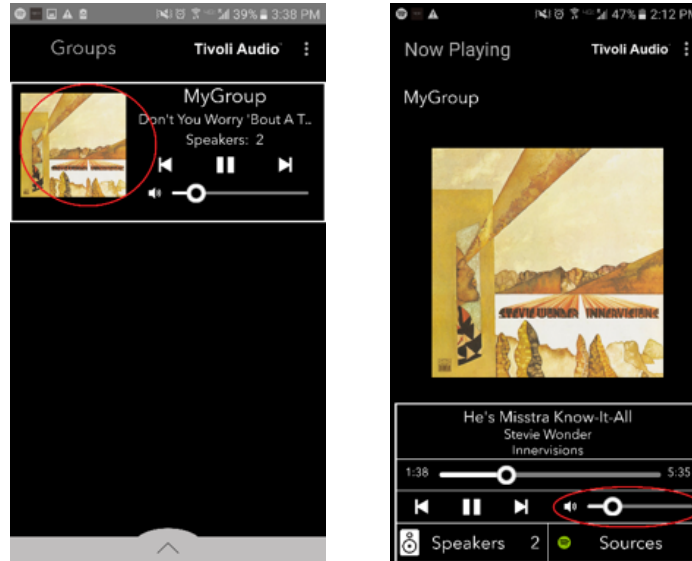 39% 3:38 PM
Groups
Tivoli Audio
MyGroup
Don't You Worry 'Bout A T...
Speakers: 2
47% 2:12 PM
Now Playing
Tivoli Audio
MyGroup
STEVIE WONDER INNERVISIONS
He's Misstra Know-It-All
Stevie Wonder
Innervisions
1:38
5:35
Speakers 2
Sources